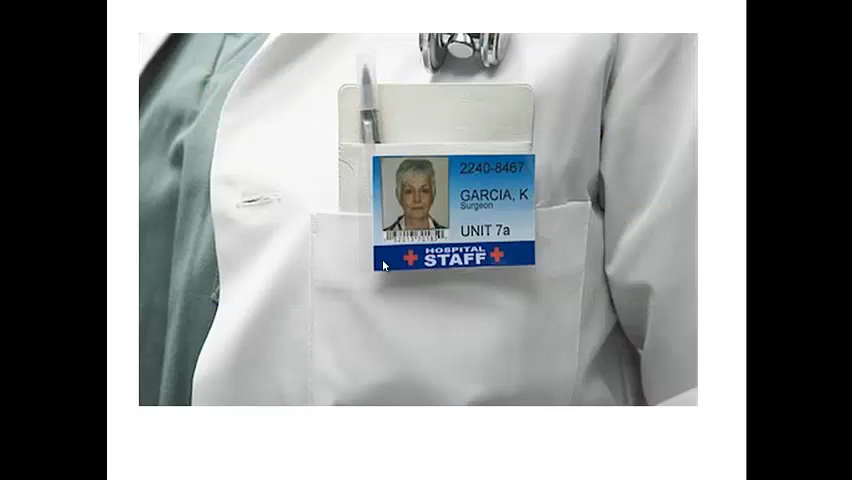 2240-8467
GARCIA, K
Surgeon
UNIT 7a
HOSPITAL
STAFF